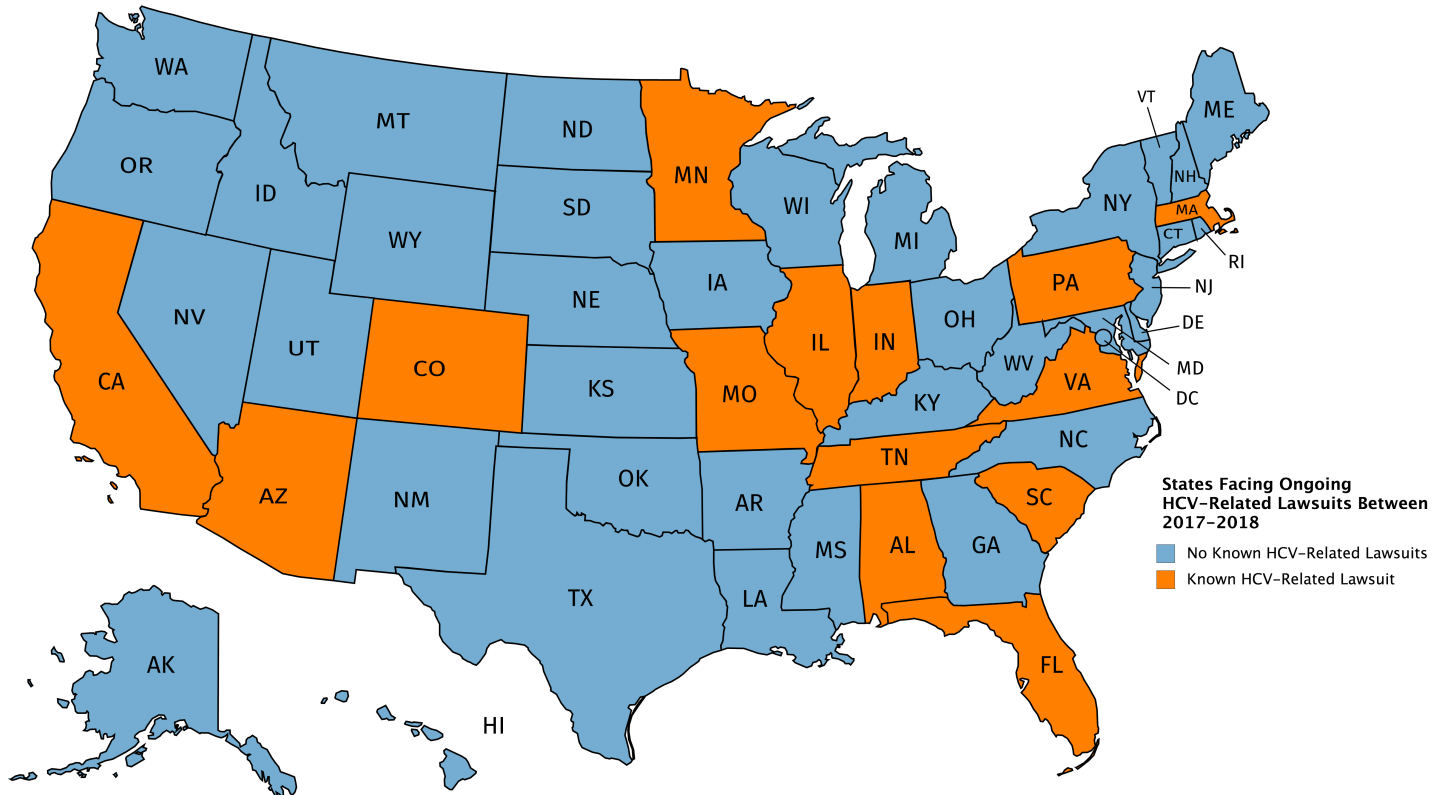 WA
MT
ND
MN
VT
ME
OR
ID
SD
WI
NY
NH
MA
CT
RI
WY
MI
IA
PA
NJ
NE
NV
UT
CO
IL
IN
OH
DE
MD
DC
WV
VA
CA
KS
MO
KY
NC
TN
AZ
NM
OK
AR
SC
MS
AL
GA
TX
LA
FL
AK
HI
States Facing Ongoing
HCV-Related Lawsuits Between
2017-2018
No Known HCV-Related Lawsuits
Known HCV-Related Lawsuit